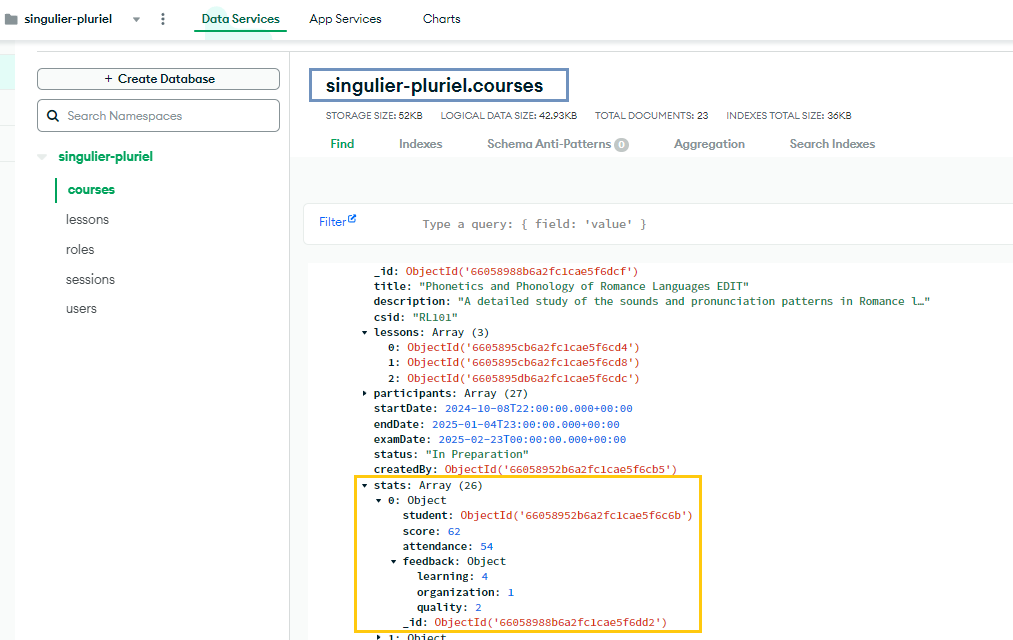 singulier-pluriel
Data Services
App Services
Charts
+ Create Database
Search Namespaces
singulier-pluriel
courses
lessons
roles
sessions
users
singulier-pluriel.courses
STORAGE SIZE: 52KB LOGICAL DATA SIZE: 42.93KB TOTAL DOCUMENTS: 23 INDEXES TOTAL SIZE: 36KB
Find Indexes Schema Anti-Patterns 0 Aggregation Search Indexes
Filter Type a query: { field: 'value' }
_id: ObjectId('66058988b6a2fc1cae5f6dcf')
title: "Phonetics and Phonology of Romance Languages EDIT"
description: "A detailed study of the sounds and pronunciation patterns in Romance l…"
csid: "RL101"
lessons: Array (3)
0: ObjectId('6605895cb6a2fc1cae5f6cd4')
1: ObjectId('6605895cb6a2fc1cae5f6cd8')
2: ObjectId('6605895db6a2fc1cae5f6cdc')
participants: Array (27)
startDate: 2024-10-08T22:00:00.000+00:00
endDate: 2025-01-04T23:00:00.000+00:00
examDate: 2025-02-23T00:00:00.000+00:00
status: "In Preparation"
createdBy: ObjectId('66058952b6a2fc1cae5f6cb5')
stats: Array (26)
0: Object
student: ObjectId('66058952b6a2fc1cae5f6c6b')
score: 62
attendance: 54
feedback: Object
learning: 4
organization: 1
quality: 2
_id: ObjectId('66058988b6a2fc1cae5f6dd2')
1: Object